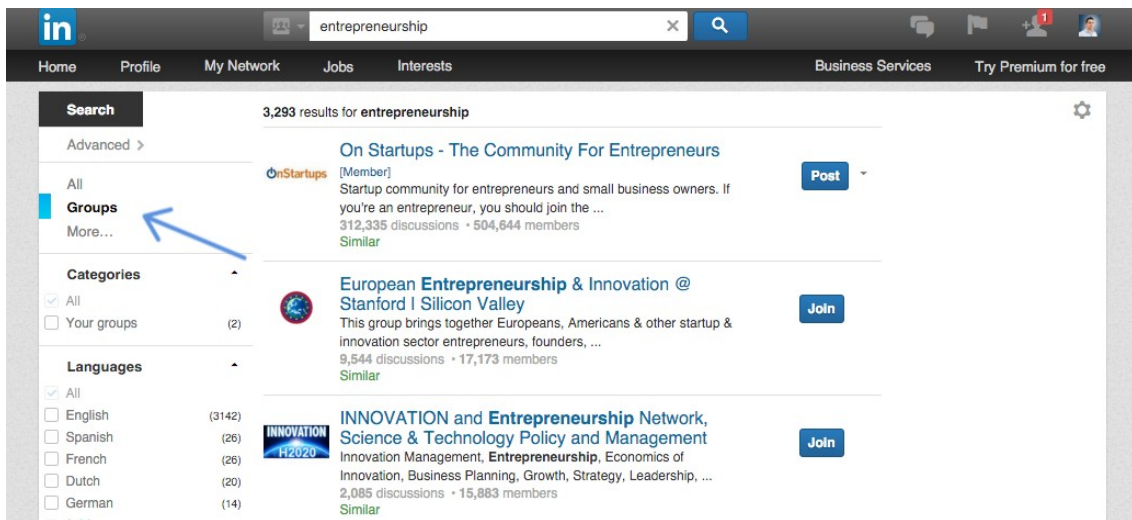 in
entrepreneurship
1
Home Profile My Network Jobs Interests Business Services Try Premium for free
Search
Advanced >
All
Groups
More...
Categories
All
Your groups (2)
Languages
All
English (3142)
Spanish (26)
French (26)
Dutch (20)
German (14)
3,293 results for entrepreneurship
OnStartups
On Startups - The Community For Entrepreneurs
[Member]
Startup community for entrepreneurs and small business owners. If
you're an entrepreneur, you should join the ...
312,335 discussions • 504,644 members
Similar
Post
European Entrepreneurship & Innovation @
Stanford I Silicon Valley
This group brings together Europeans, Americans & other startup &
innovation sector entrepreneurs, founders, ...
9,544 discussions • 17,173 members
Similar
Join
INNOVATION
H2020
INNOVATION and Entrepreneurship Network,
Science & Technology Policy and Management
Innovation Management, Entrepreneurship, Economics of
Innovation, Business Planning, Growth, Strategy, Leadership, ...
2,085 discussions • 15,883 members
Similar
Join